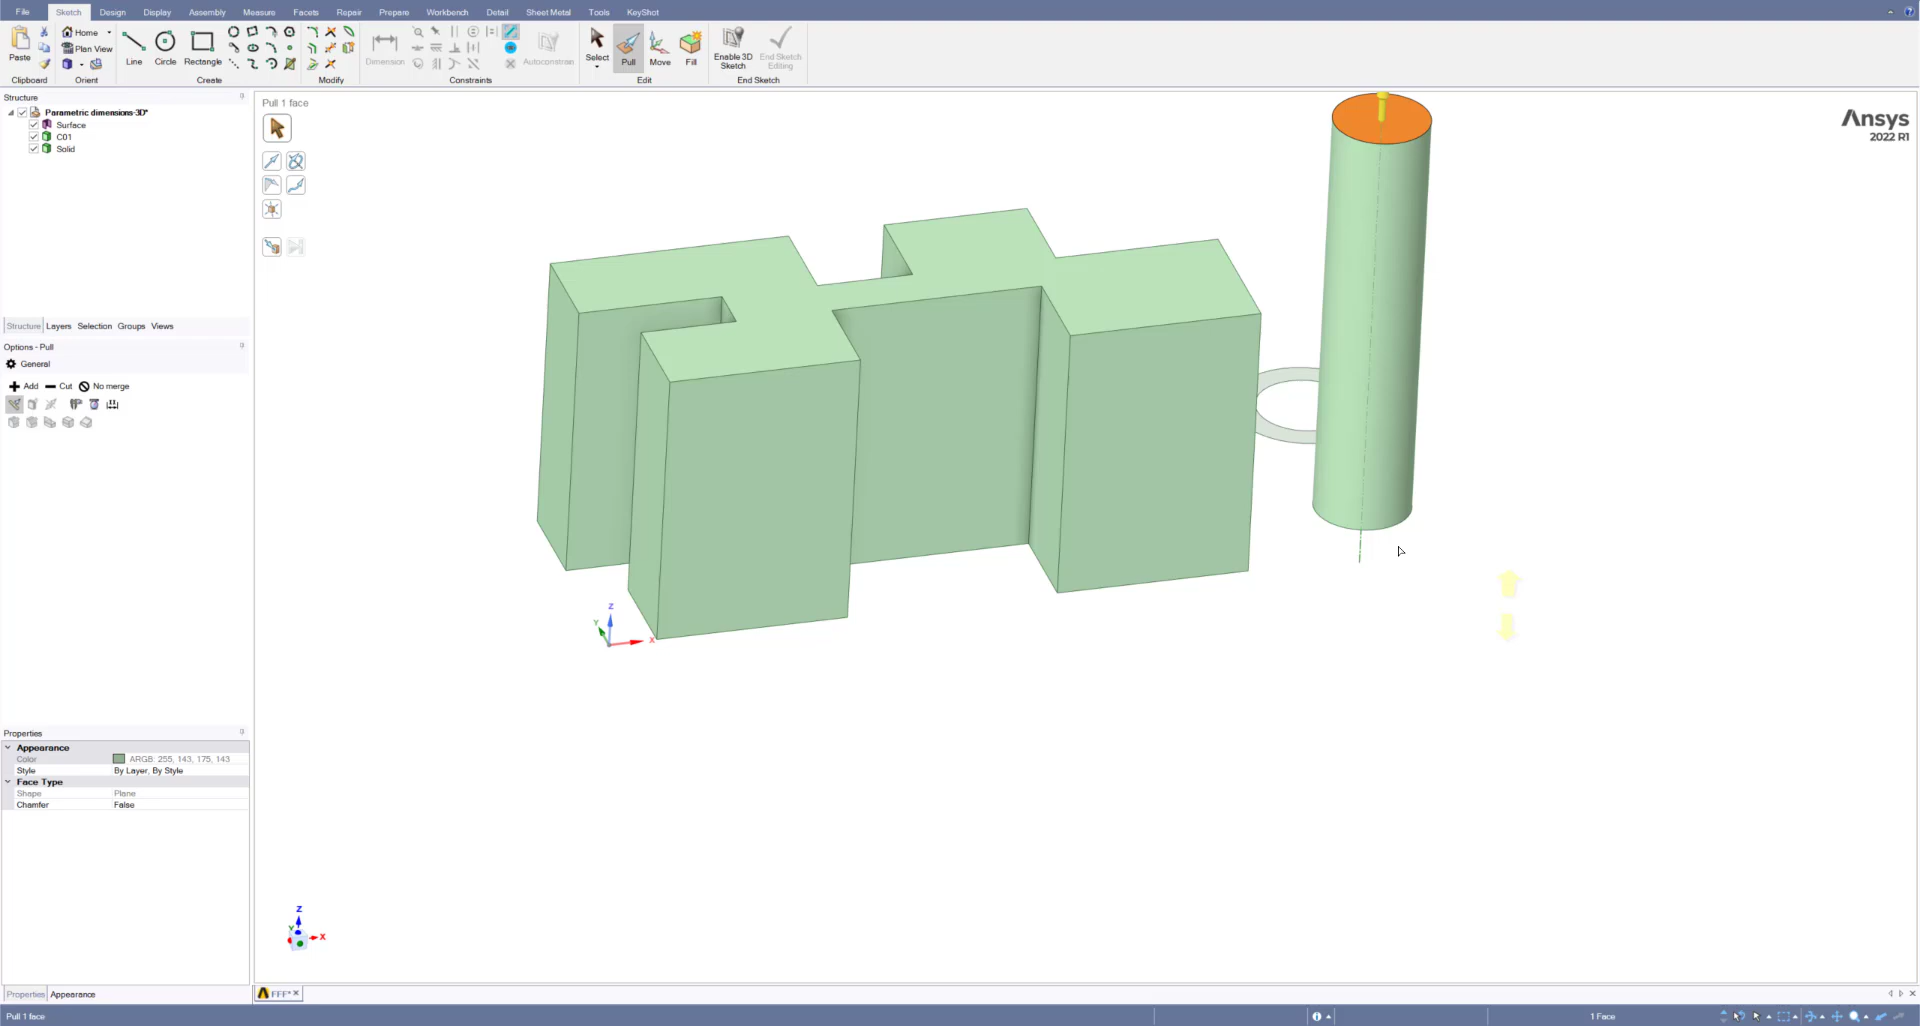 File Sketch Design Display Assembly Measure Facets Repair Prepare Workbench Detail Sheet Metal Tools KeyShot
Paste
Home
Plan View
Line Circle Rectangle
Dimension
Autoconstrain
Select Pull Move Fill
Enable 3D Sketch
End Sketch Editing
Clipboard Orient Create Modify Constraints Edit End Sketch
Structure
Parametric dimensions-3D*
Surface
C01
Solid
Structure Layers Selection Groups Views
Options - Pull
General
Add Cut No merge
Properties
Appearance
Color ARGB: 255, 143, 175, 143
Style By Layer, By Style
Face Type
Shape Plane
Chamfer False
Properties Appearance
Pull 1 face
Ansys
2022 R1
Z
Y
X
Z
Y
X
FFF*
Pull 1 face
1 Face